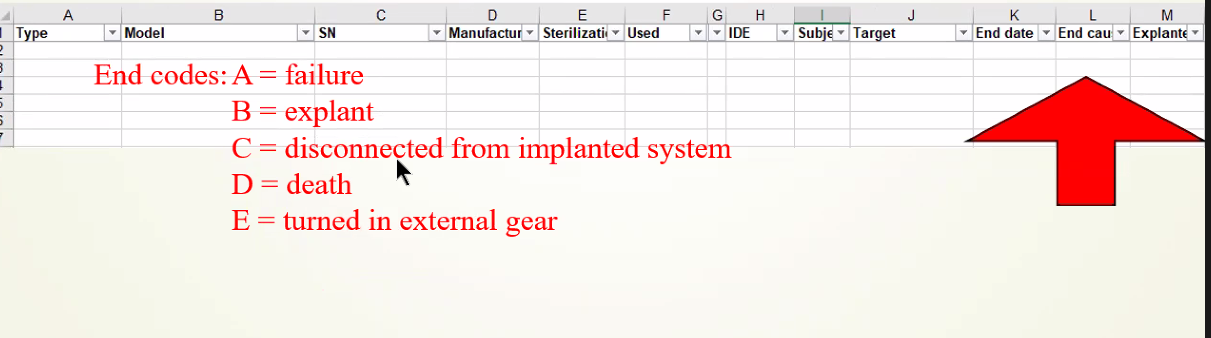 A B C D E F G H I J K L M
1 Type Model SN Manufactur Sterilizati Used IDE Subje Target End date End cau Explante
2
3
End codes: A = failure
4
5
B = explant
6
7
C = disconnected from implanted system
D = death
E = turned in external gear